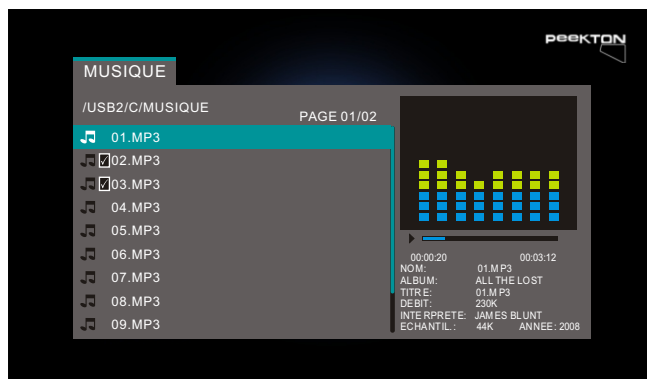 PEEKTON
MUSIQUE
/USB2/C/MUSIQUE
PAGE 01/02
01.MP3
02.MP3
03.MP3
04.MP3
05.MP3
06.MP3
07.MP3
08.MP3
09.MP3
00:00:20 00:03:12
NOM: 01.MP3
ALBUM: ALL THE LOST
TITRE: 01.MP3
DEBIT: 230K
INTERPRETE: JAMES BLUNT
ECHANTIL.: 44K ANNEE: 2008